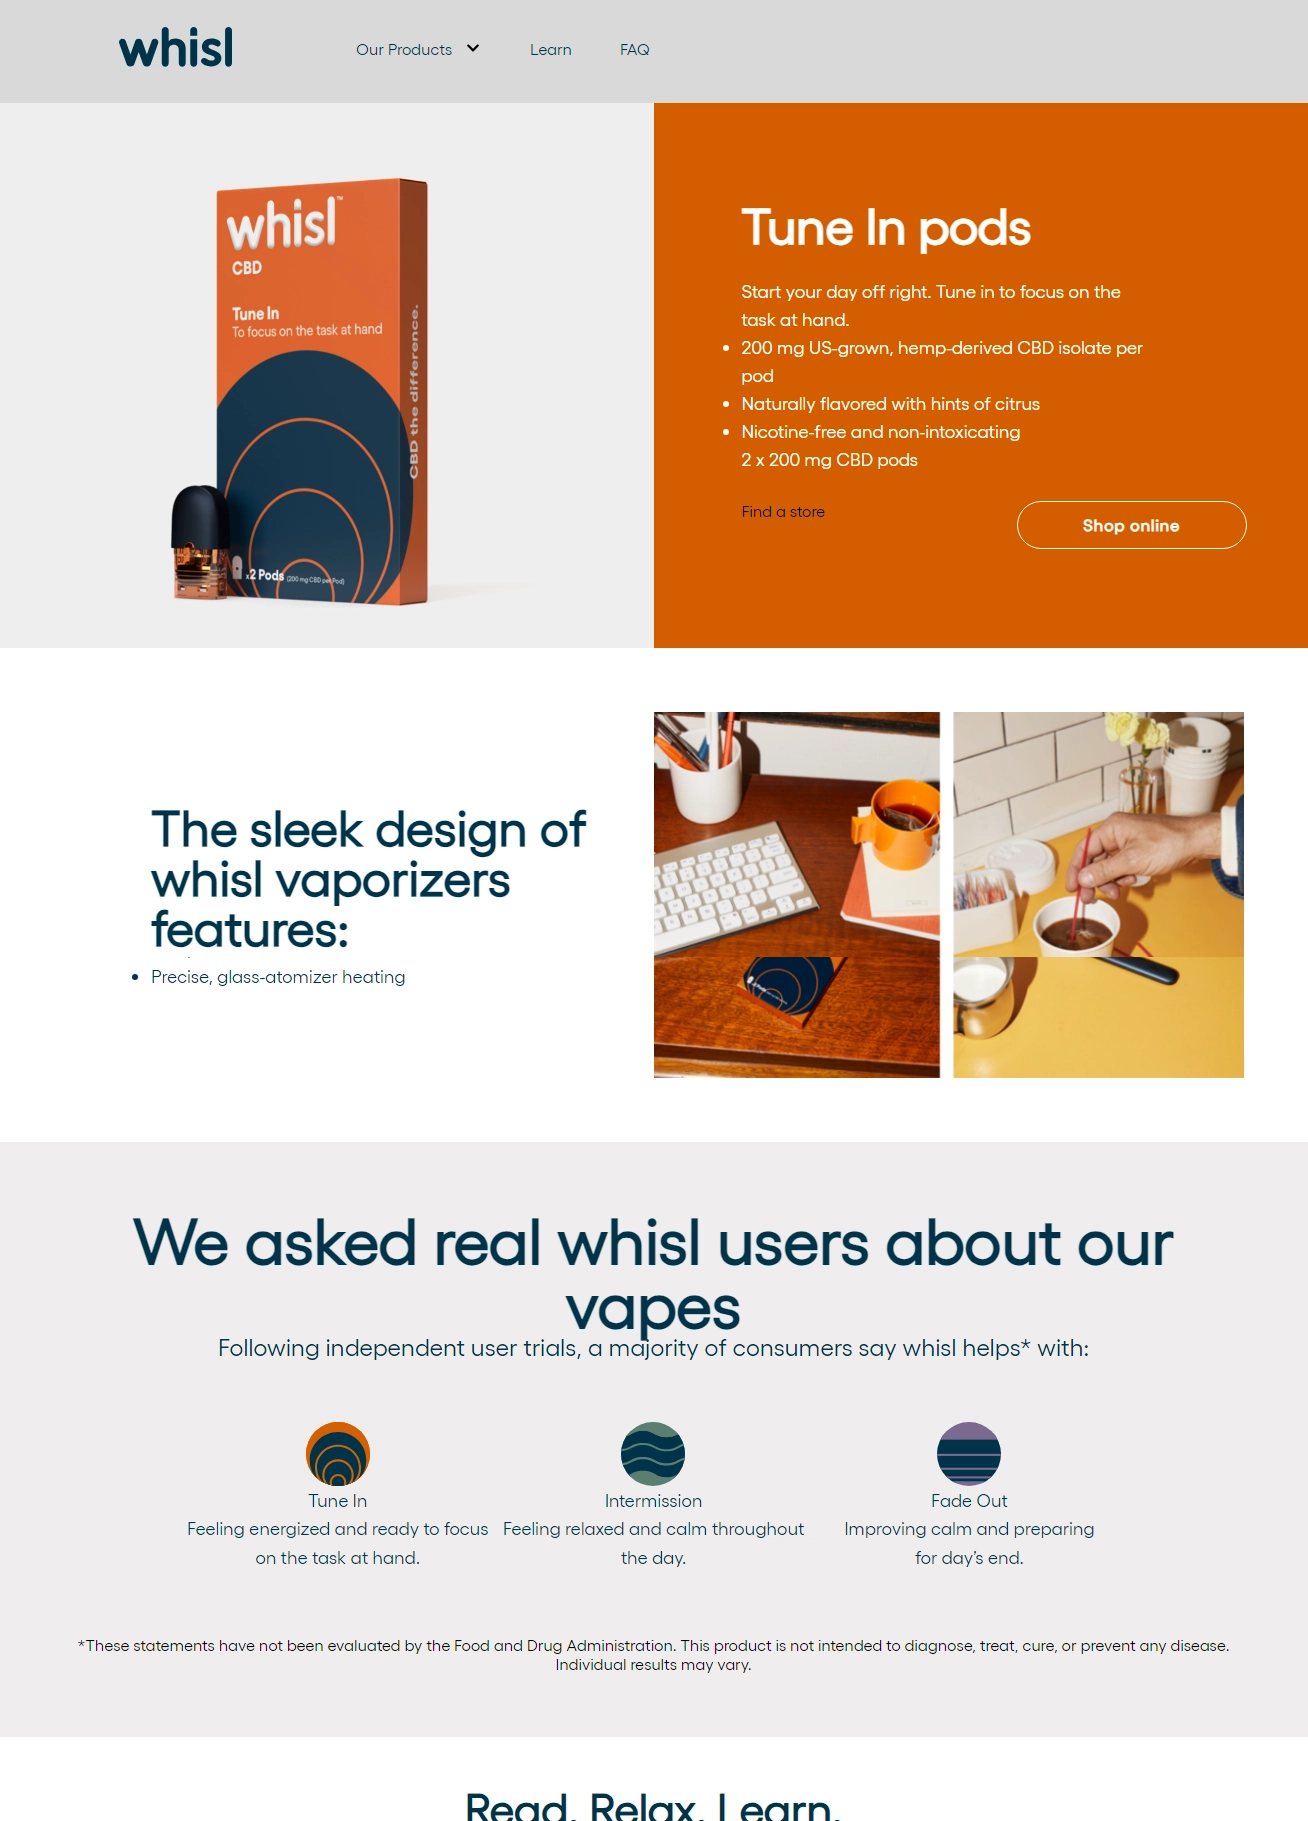 whisl
Our Products
Learn
FAQ
whisl™
CBD
Tune In
To focus on the task at hand
CBD the difference.
x2 Pods (200 mg CBD per Pod)
Tune In pods
Start your day off right. Tune in to focus on the
task at hand.
200 mg US-grown, hemp-derived CBD isolate per
pod
Naturally flavored with hints of citrus
Nicotine-free and non-intoxicating
2 x 200 mg CBD pods
Find a store
Shop online
The sleek design of
whisl vaporizers
features:
Precise, glass-atomizer heating
We asked real whisl users about our
vapes
Following independent user trials, a majority of consumers say whisl helps* with:
Tune In
Feeling energized and ready to focus
on the task at hand.
Intermission
Feeling relaxed and calm throughout
the day.
Fade Out
Improving calm and preparing
for day's end.
*These statements have not been evaluated by the Food and Drug Administration. This product is not intended to diagnose, treat, cure, or prevent any disease.
Individual results may vary.
Read. Relax. Learn.